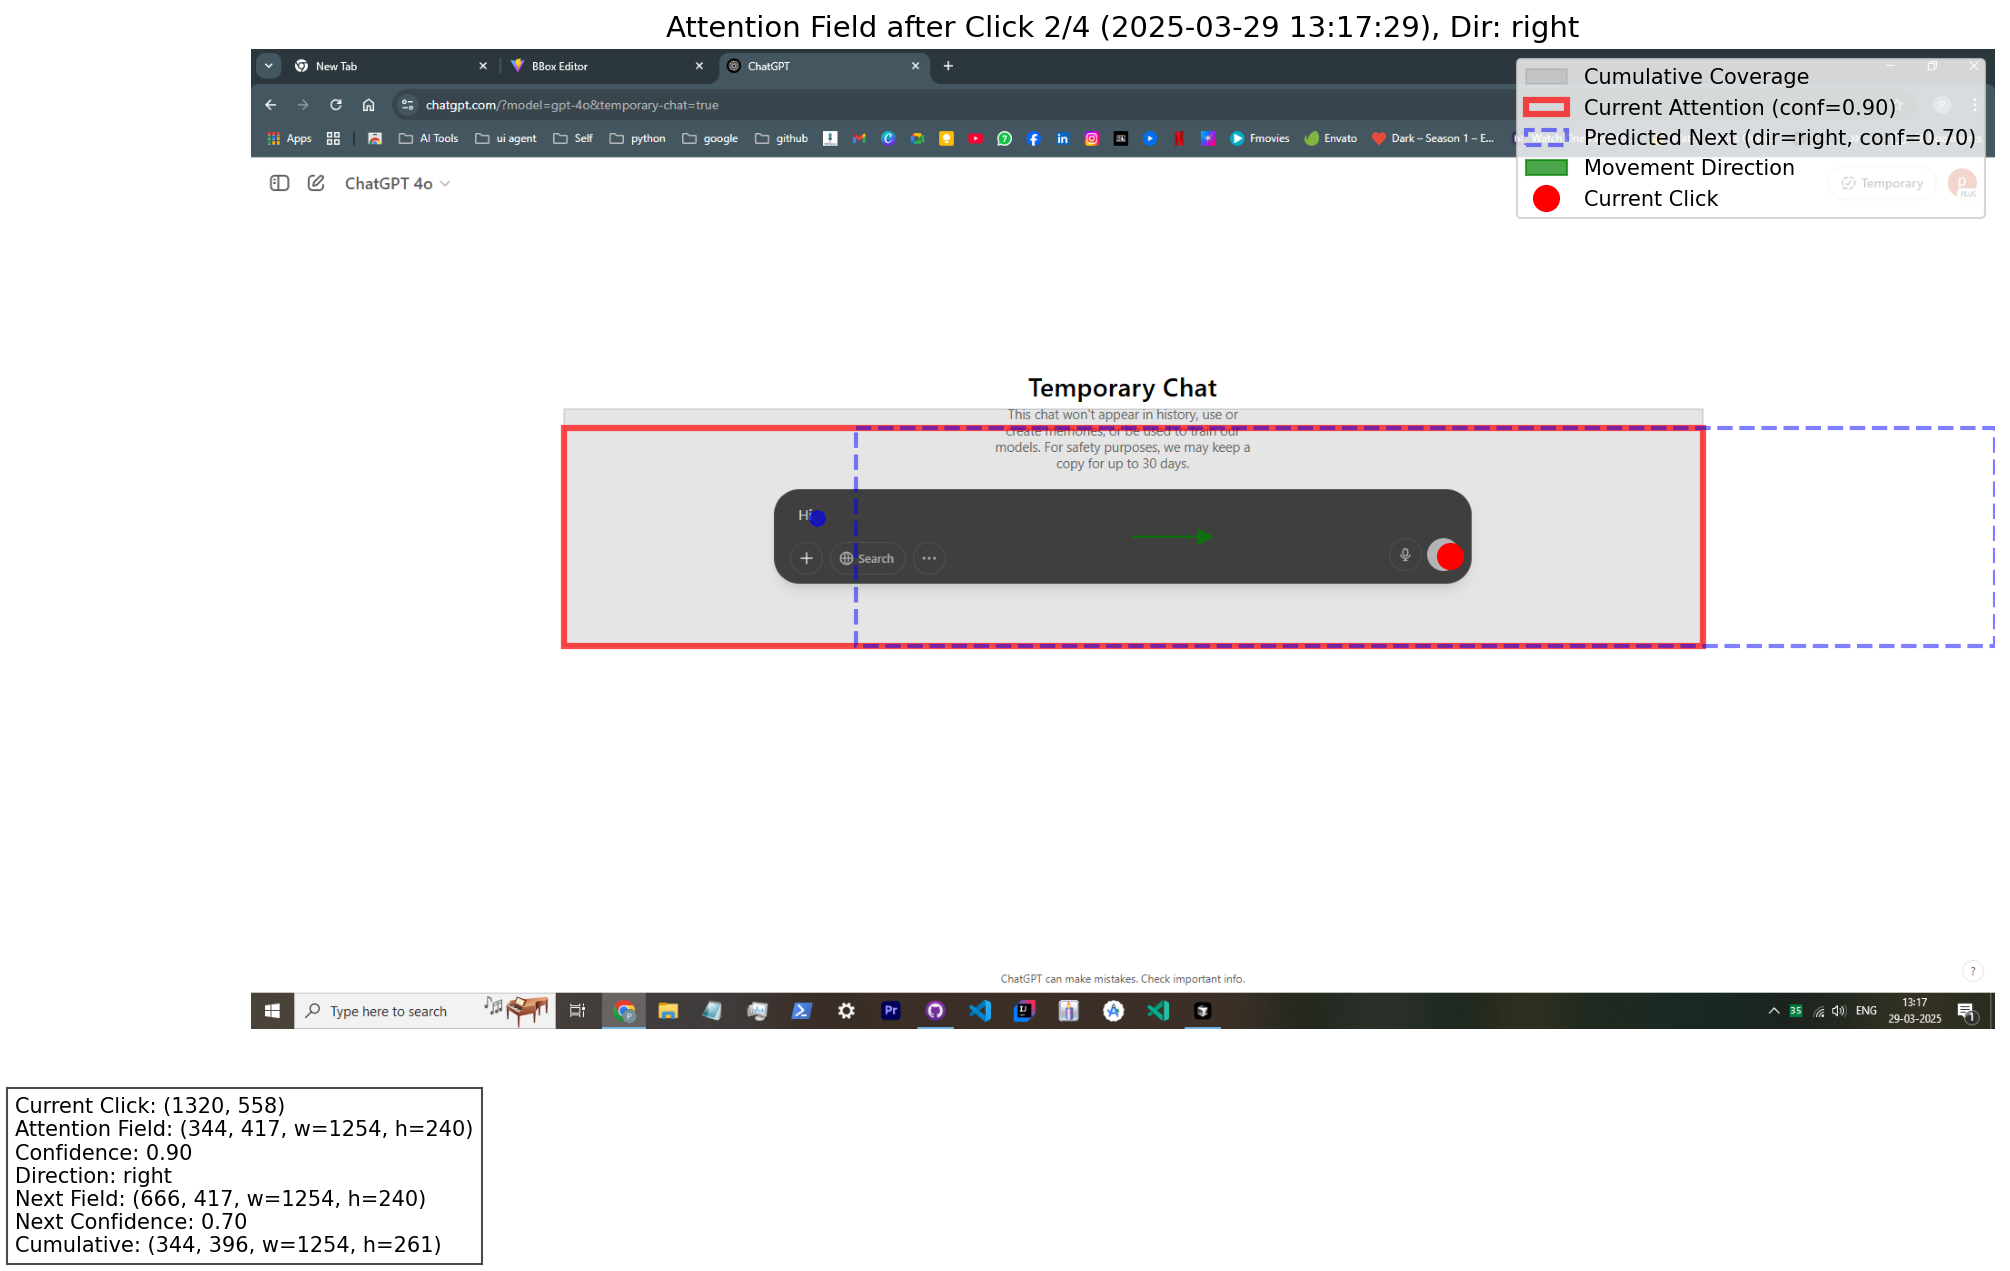 Attention Field after Click 2/4 (2025-03-29 13:17:29), Dir: right
New Tab
BBox Editor
ChatGPT
chatgpt.com/?model=gpt-4o&temporary-chat=true
Apps
AI Tools
ui agent
Self
python
google
github
Fmovies
Envato
Dark – Season 1 – E...
Cumulative Coverage
Current Attention (conf=0.90)
Predicted Next (dir=right, conf=0.70)
Movement Direction
Current Click
ChatGPT 4o
Temporary
PLUS
Temporary Chat
This chat won't appear in history, use or
create memories, or be used to train our
models. For safety purposes, we may keep a
copy for up to 30 days.
Hi
Search
ChatGPT can make mistakes. Check important info.
?
Type here to search
Pr
35
ENG
13:17
29-03-2025
1
Current Click: (1320, 558)
Attention Field: (344, 417, w=1254, h=240)
Confidence: 0.90
Direction: right
Next Field: (666, 417, w=1254, h=240)
Next Confidence: 0.70
Cumulative: (344, 396, w=1254, h=261)